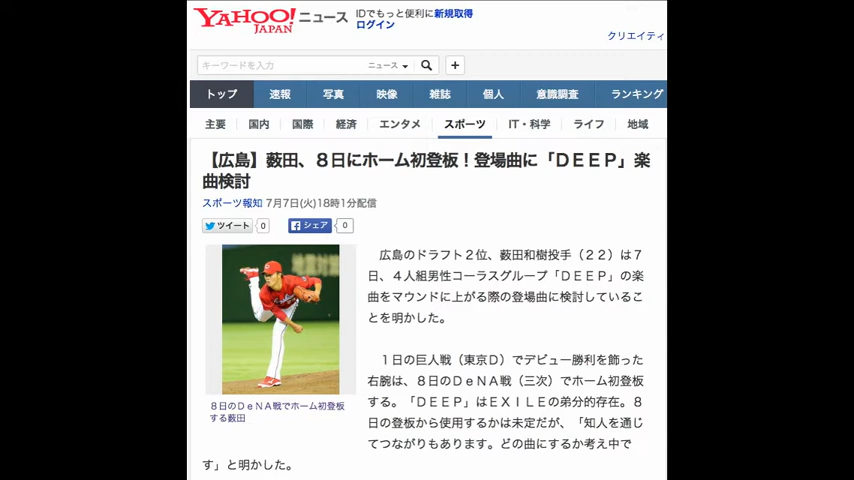 YAHOO! JAPAN ニュース
IDでもっと便利に新規取得
ログイン
クリエイティ
キーワードを入力
ニュース
トップ 速報 写真 映像 雑誌 個人 意識調査 ランキング
主要 国内 国際 経済 エンタメ スポーツ IT・科学 ライフ 地域
【広島】薮田、８日にホーム初登板！登場曲に「ＤＥＥＰ」楽
曲検討
スポーツ報知 7月7日(火)18時1分配信
ツイート 0 シェア 0
広島のドラフト２位、薮田和樹投手（２２）は７
日、４人組男性コーラスグループ「ＤＥＥＰ」の楽
曲をマウンドに上がる際の登場曲に検討しているこ
とを明かした。
１日の巨人戦（東京Ｄ）でデビュー勝利を飾った
右腕は、８日のＤｅＮＡ戦（三次）でホーム初登板
する。「ＤＥＥＰ」はＥＸＩＬＥの弟分的存在。８
日の登板から使用するかは未定だが、「知人を通じ
てつながりもあります。どの曲にするか考え中で
す」と明かした。
８日のＤｅＮＡ戦でホーム初登板
する薮田